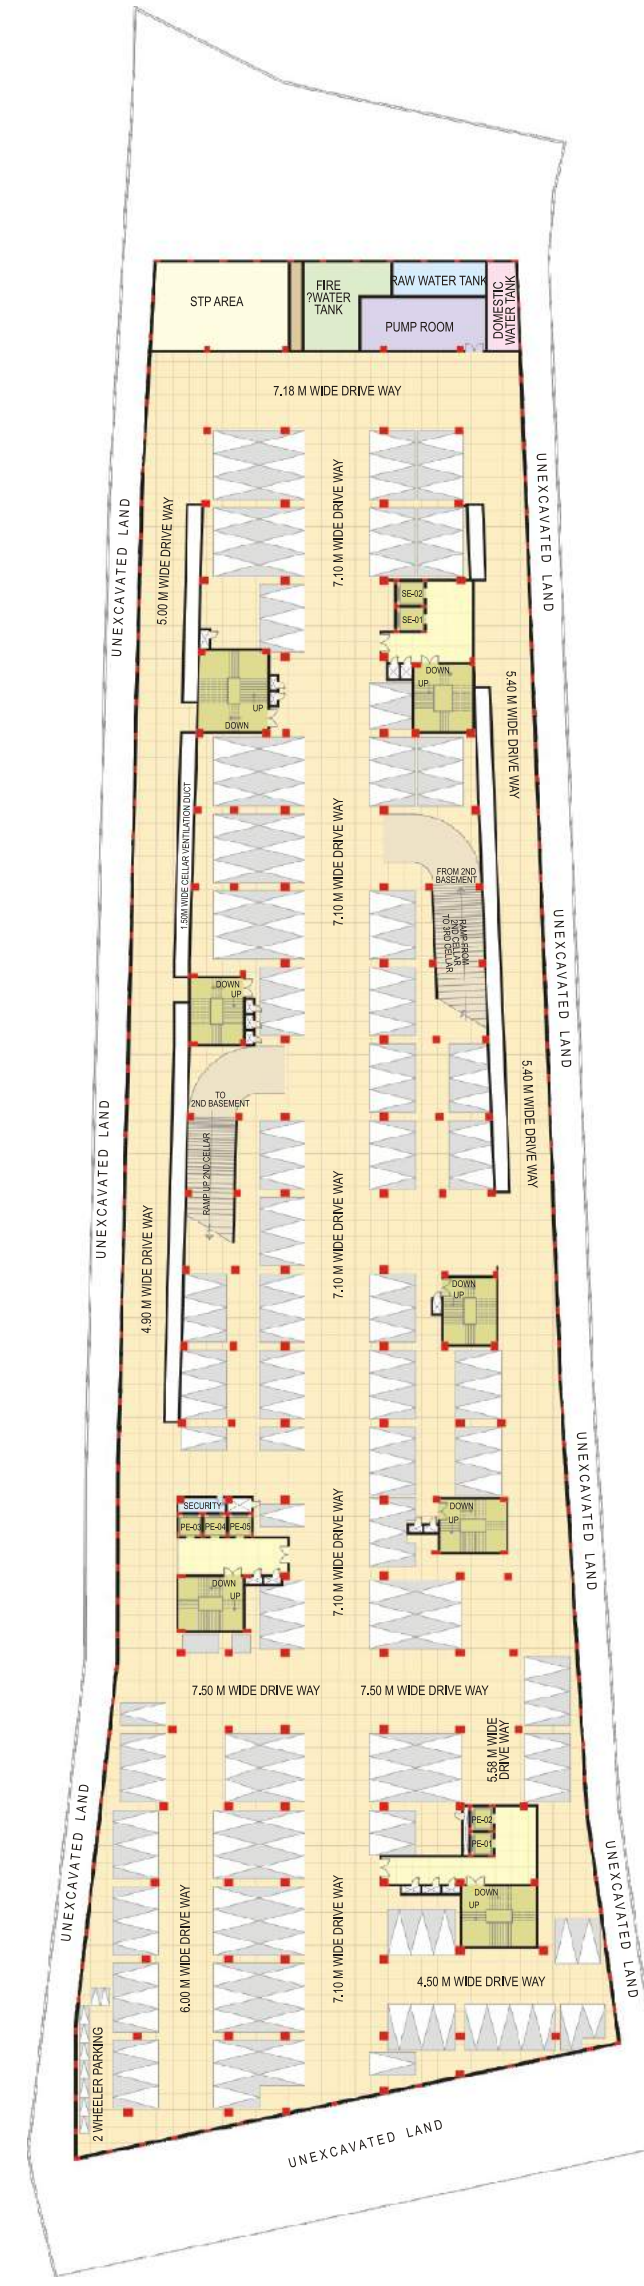 STP AREA
FIRE
?WATER
TANK
RAW WATER TANK
PUMP ROOM
DOMESTIC
WATER TANK
7.18 M WIDE DRIVE WAY
UNEXCAVATED LAND
5.00 M WIDE DRIVE WAY
7.10 M WIDE DRIVE WAY
UNEXCAVATED LAND
SE-02
SE-01
UP
DOWN
DOWN
UP
5.40 M WIDE DRIVE WAY
1.50M WIDE CELLAR VENTILATION DUCT
7.10 M WIDE DRIVE WAY
FROM 2ND
BASEMENT
RAMP FROM
2ND CELLAR
TO 3RD CELLAR
UNEXCAVATED LAND
DOWN
UP
TO
2ND BASEMENT
RAMP UP 2ND CELLAR
5.40 M WIDE DRIVE WAY
UNEXCAVATED LAND
4.90 M WIDE DRIVE WAY
7.10 M WIDE DRIVE WAY
DOWN
UP
UNEXCAVATED LAND
SECURITY
PE-03
PE-04
PE-05
DOWN
UP
7.10 M WIDE DRIVE WAY
DOWN
UP
7.50 M WIDE DRIVE WAY
7.50 M WIDE DRIVE WAY
5.58 M WIDE
DRIVE WAY
UNEXCAVATED LAND
PE-02
PE-01
DOWN
UP
UNEXCAVATED LAND
6.00 M WIDE DRIVE WAY
7.10 M WIDE DRIVE WAY
4.50 M WIDE DRIVE WAY
2 WHEELER PARKING
UNEXCAVATED LAND